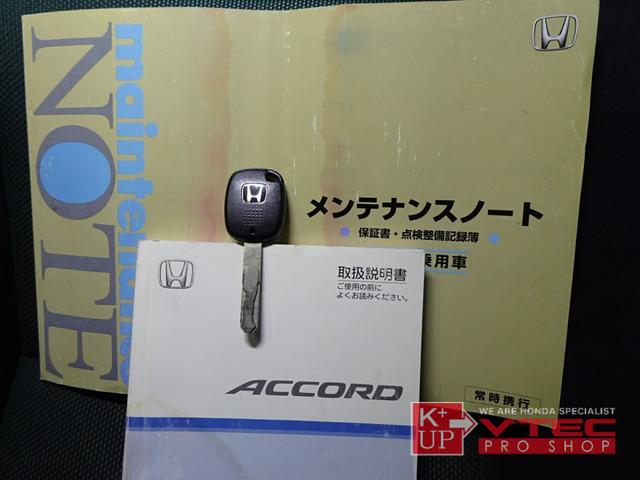 maintenance
NOTE
メンテナンスノート
保証書・点検整備記録簿
乗用車
常時携行
取扱説明書
ご使用の前に
よくお読みください。
ACCORD
K+
UP
WE ARE HONDA SPECIALIST
VTEC
PRO SHOP